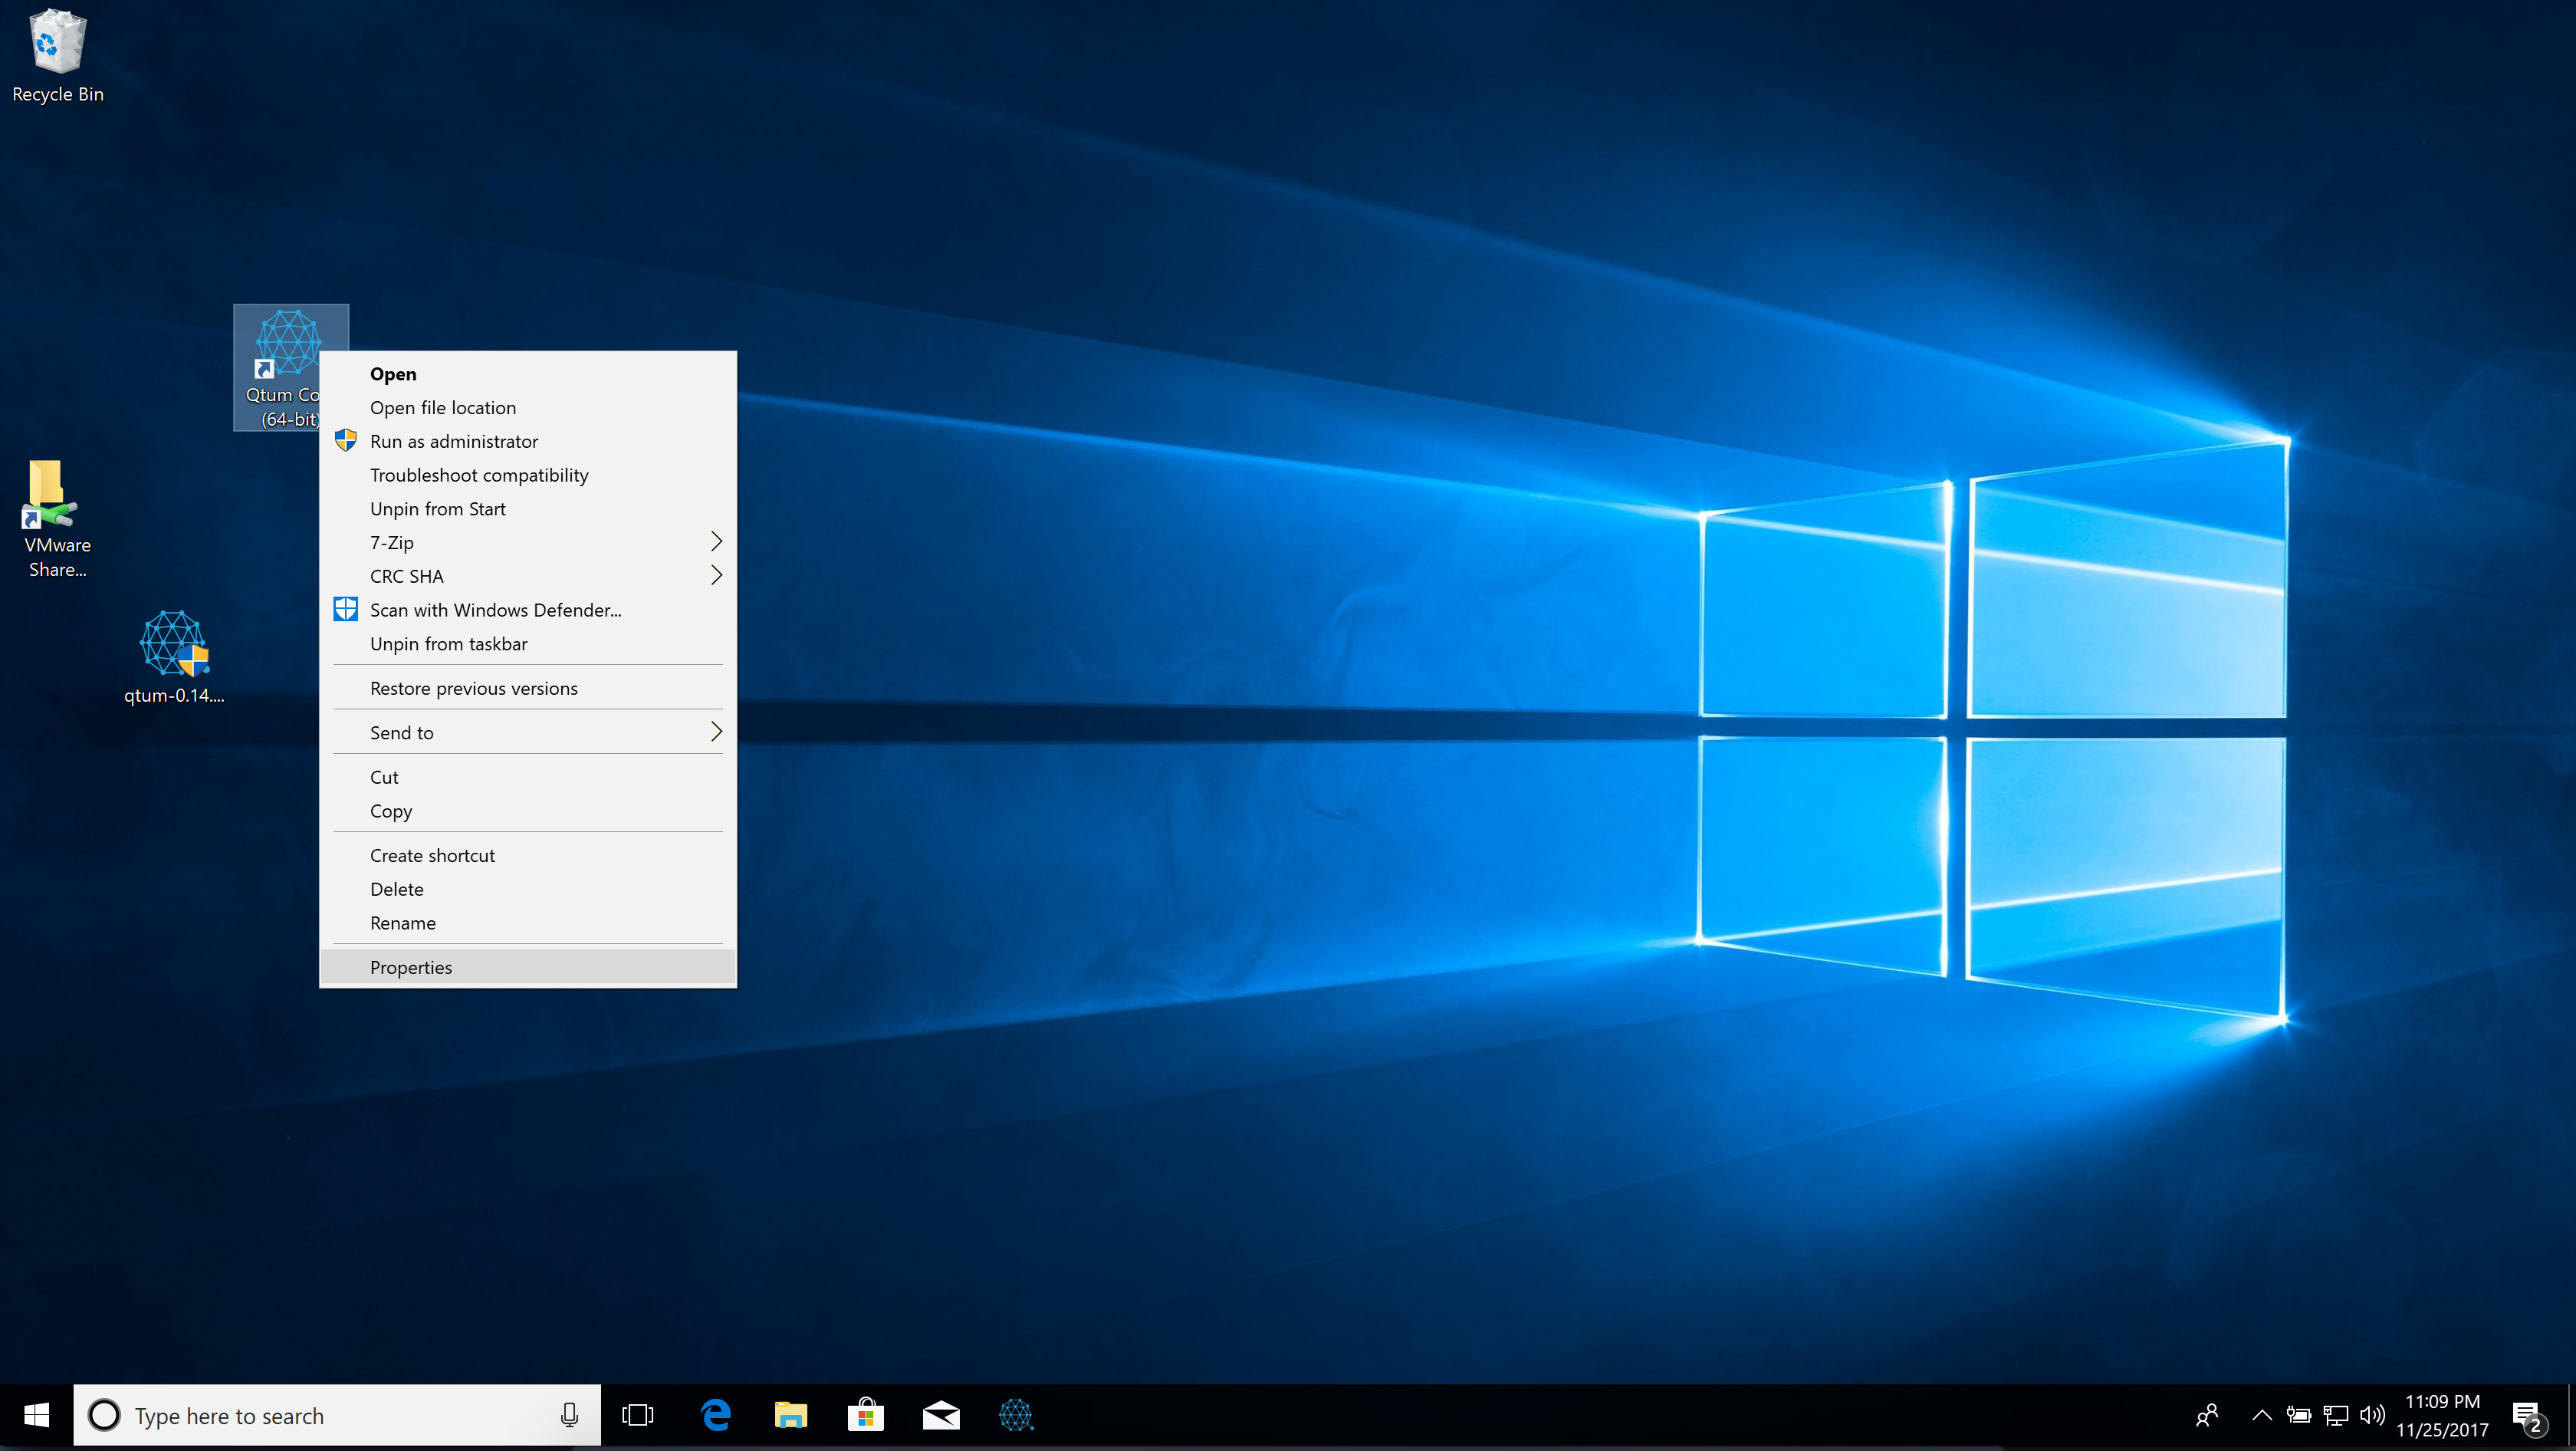 Recycle Bin
Qtum Co
(64-bit)
VMware
Share...
qtum-0.14....
Open
Open file location
Run as administrator
Troubleshoot compatibility
Unpin from Start
7-Zip
CRC SHA
Scan with Windows Defender...
Unpin from taskbar
Restore previous versions
Send to
Cut
Copy
Create shortcut
Delete
Rename
Properties
Type here to search
11:09 PM
11/25/2017
2